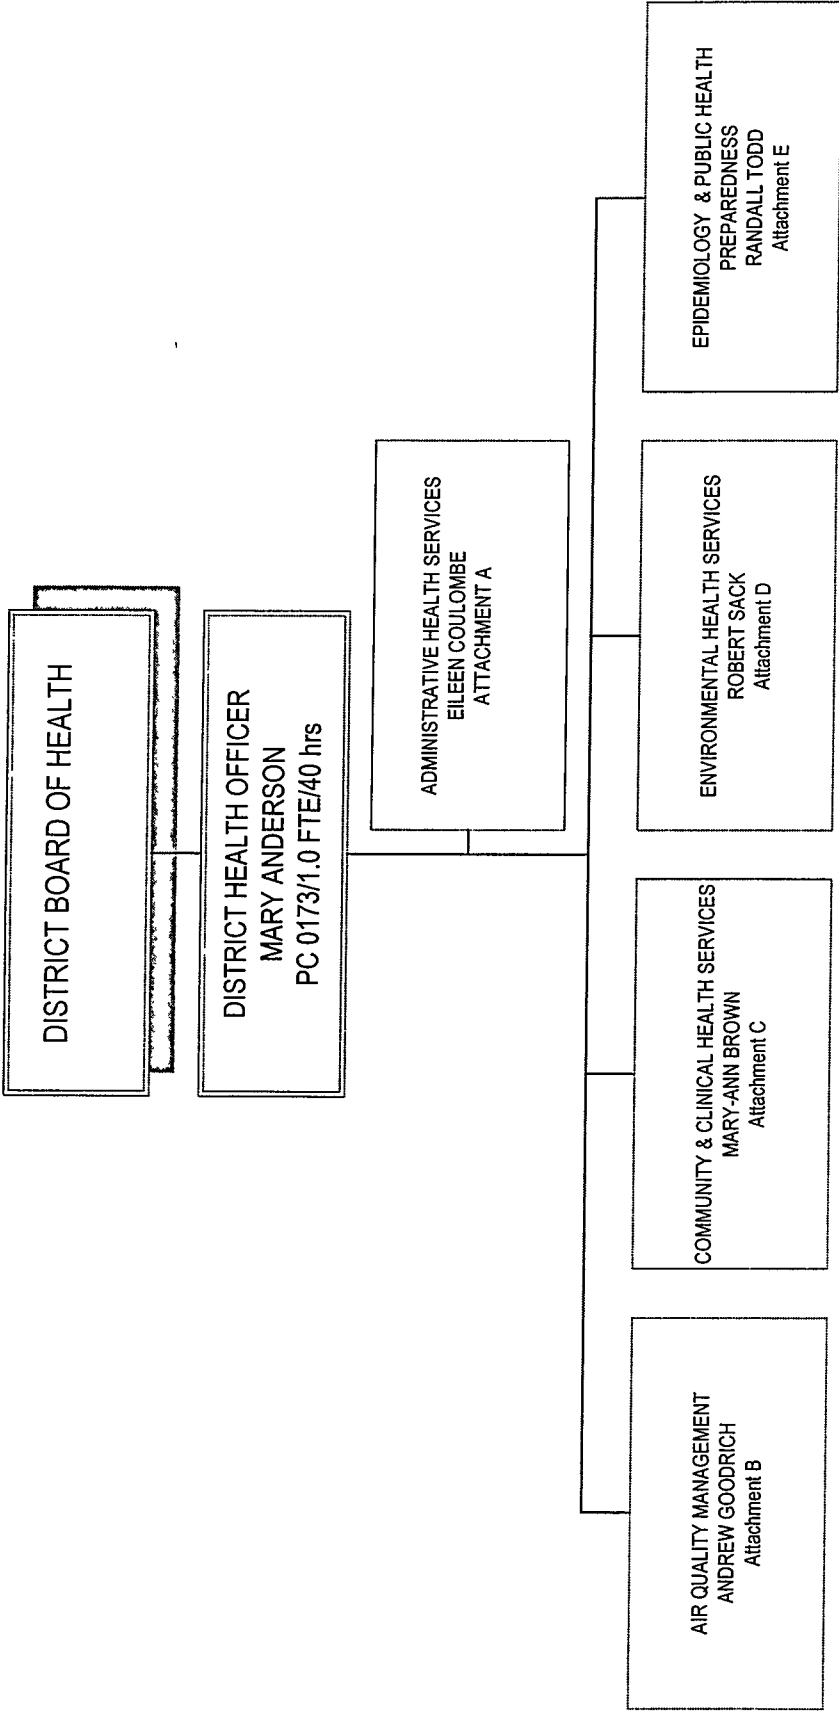 DISTRICT BOARD OF HEALTH
DISTRICT HEALTH OFFICER
MARY ANDERSON
PC 0173/1.0 FTE/40 hrs
ADMINISTRATIVE HEALTH SERVICES
EILEEN COULOMBE
ATTACHMENT A
AIR QUALITY MANAGEMENT
ANDREW GOODRICH
Attachment B
COMMUNITY & CLINICAL HEALTH SERVICES
MARY-ANN BROWN
Attachment C
ENVIRONMENTAL HEALTH SERVICES
ROBERT SACK
Attachment D
EPIDEMIOLOGY & PUBLIC HEALTH
PREPAREDNESS
RANDALL TODD
Attachment E